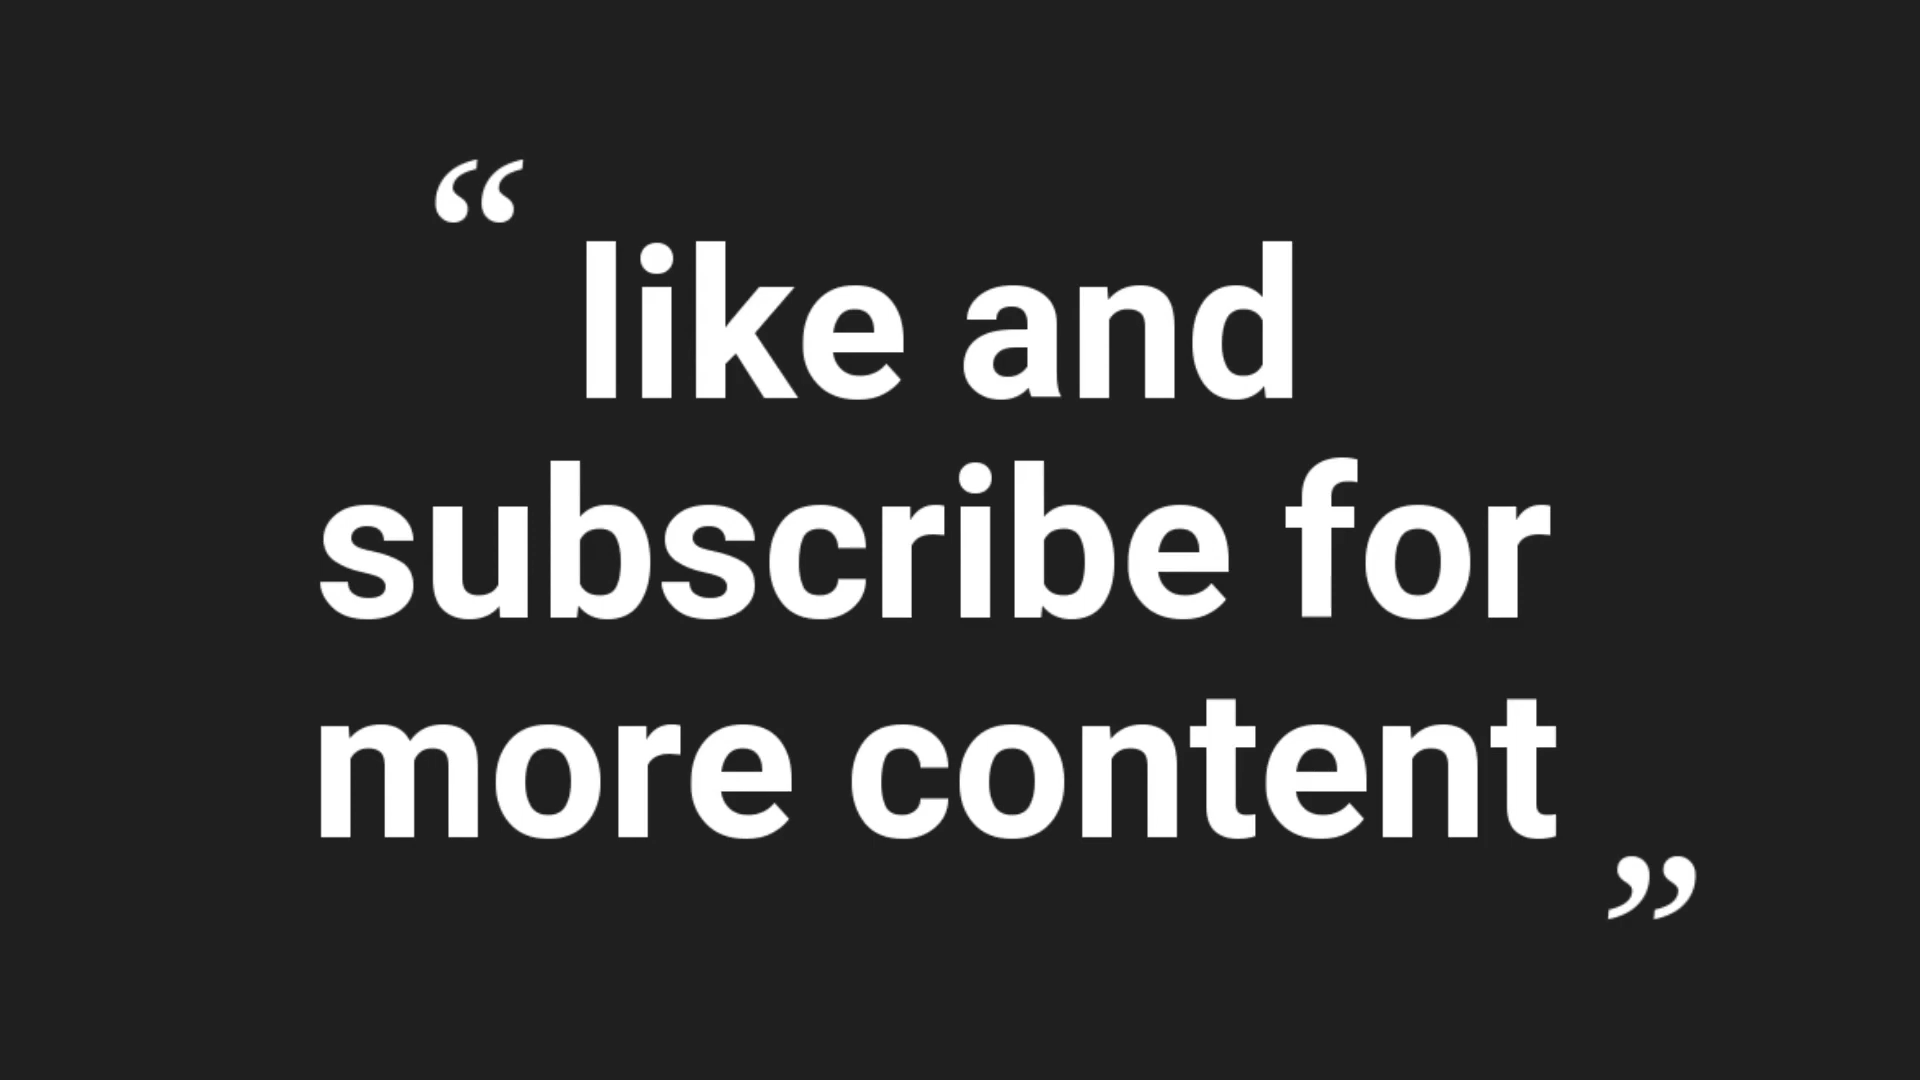 “ like and
subscribe for
more content ”